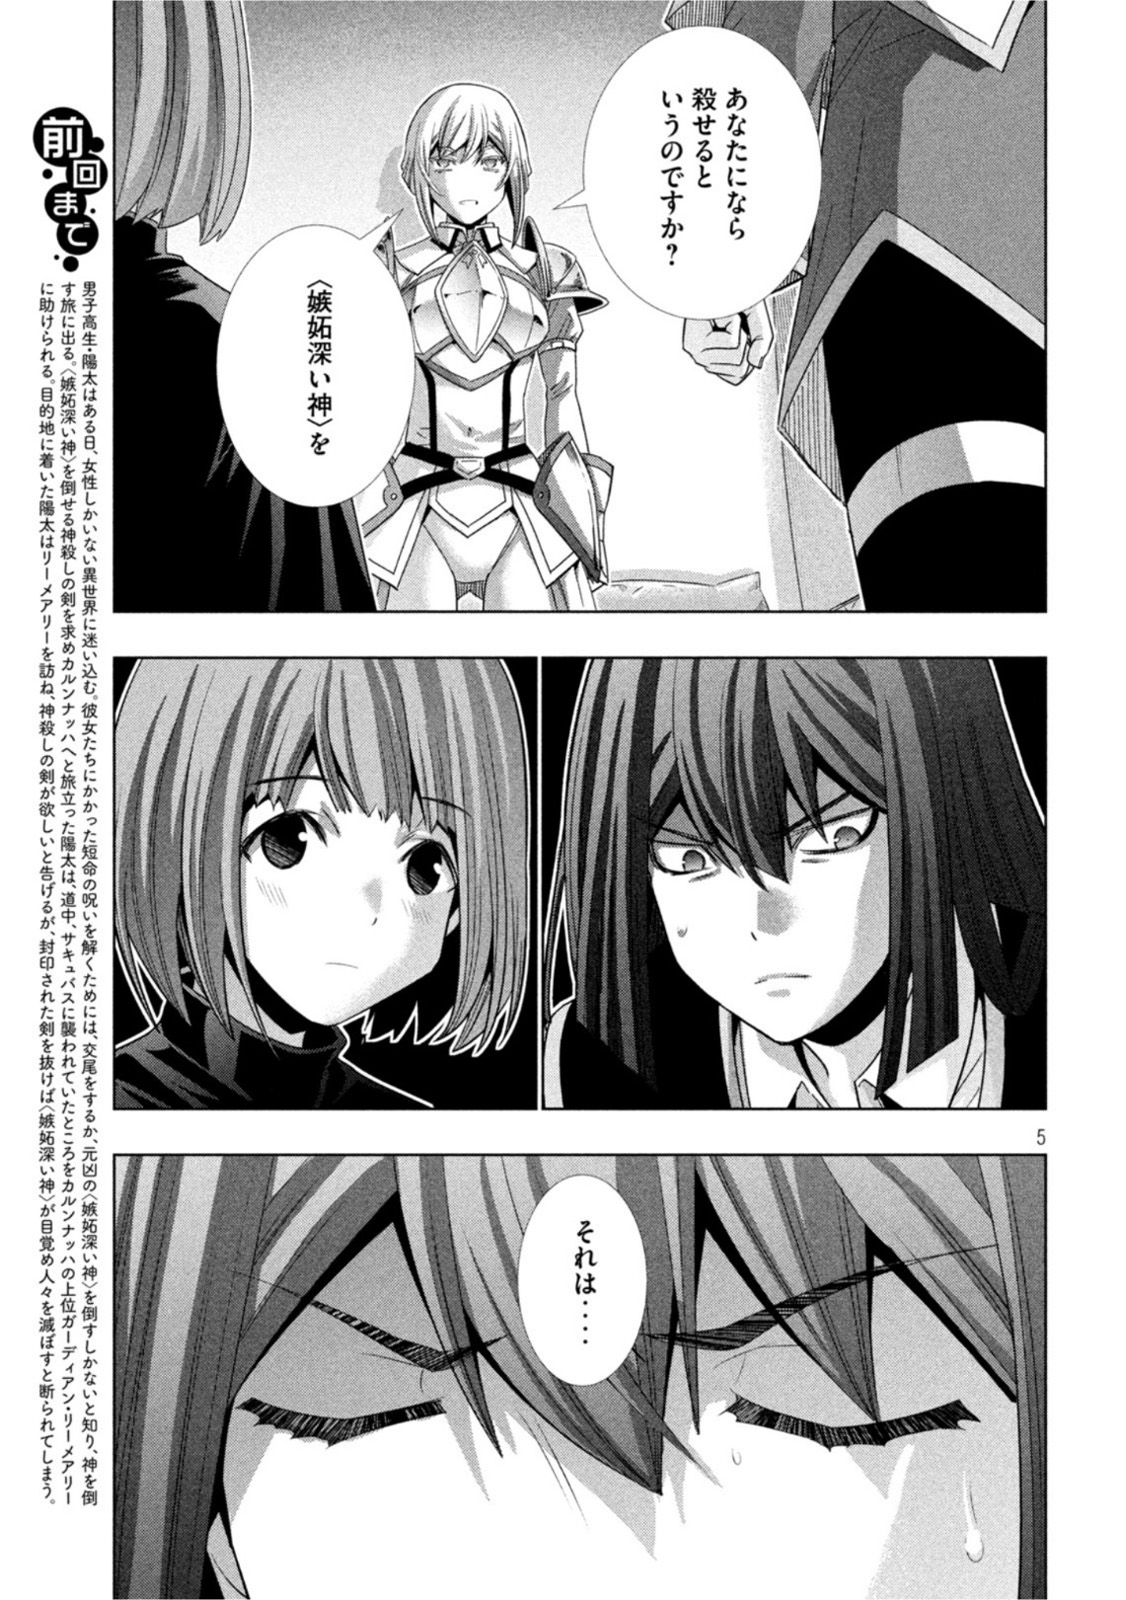 あなたになら
殺せると
いうのですか？
〈嫉妬深い神〉を
5
それは‥‥
前回まで
男子高生・陽太はある日、女性しかいない異世界に迷い込む。彼女たちにかかった短命の呪いを解くためには、交尾をするか、元凶の〈嫉妬深い神〉を倒すしかないと知り、神を倒
す旅に出る。〈嫉妬深い神〉を倒せる神殺しの剣を求めカルンナッハへと旅立った陽太は、道中、サキュバスに襲われていたところをカルンナッハの上位ガーディアン・リーメアリー
に助けられる。目的地に着いた陽太はリーメアリーを訪ね、神殺しの剣が欲しいと告げるが、封印された剣を抜けば〈嫉妬深い神〉が目覚め人々を滅ぼすと断られてしまう。